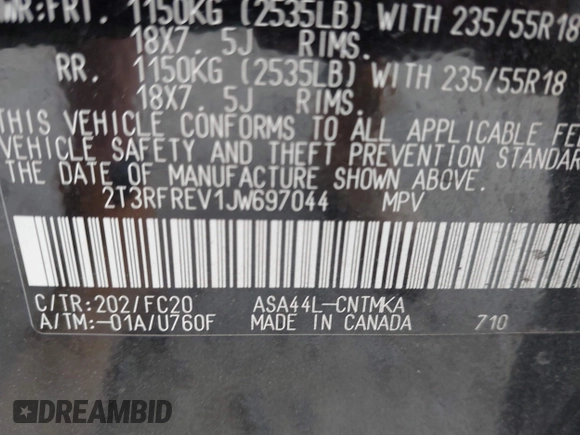 WR:FRT. 1150KG (2535LB) WITH 235/55R18
18X7. 5J RIMS.
RR. 1150KG (2535LB) WITH 235/55R18
18X7. 5J RIMS.
THIS VEHICLE CONFORMS TO ALL APPLICABLE FE
VEHICLE SAFETY AND THEFT PREVENTION STANDAR
THE DATE OF MANUFACTURE SHOWN ABOVE.
2T3RFREV1JW697044 MPV
C/TR:202/FC20 ASA44L-CNTMKA
A/TM:-01A/U760F MADE IN CANADA 710
DREAMBID